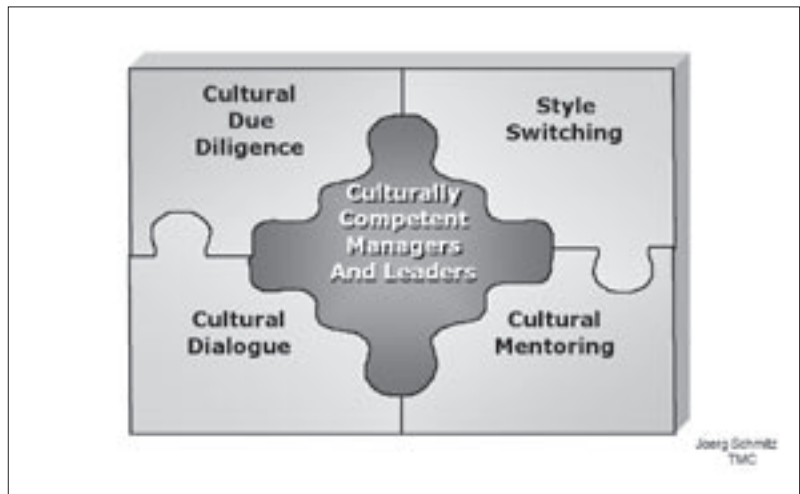 Cultural
Due
Diligence
Style
Switching
Culturally
Competent
Managers
And Leaders
Cultural
Dialogue
Cultural
Mentoring
Joerg Schmitz
TMC